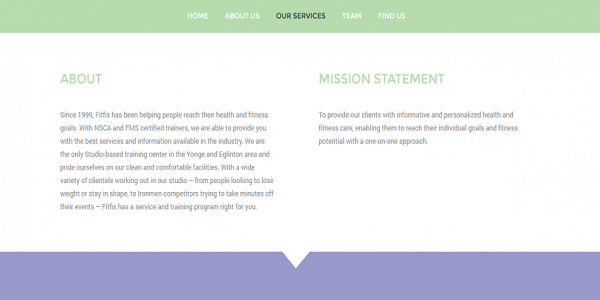 HOME ABOUT US OUR SERVICES TEAM FIND US
ABOUT
Since 1999, Fitfix has been helping people reach their health and fitness
goals. With NSCA and FMS certified trainers, we are able to provide you
with the best services and information available in the industry. We are
the only Studio-based training center in the Yonge and Eglinton area and
pride ourselves on our clean and comfortable facilities. With a wide
variety of clientele working out in our studio – from people looking to lose
weight or stay in shape, to Ironmen competitors trying to take minutes off
their events – Fitfix has a service and training program right for you.
MISSION STATEMENT
To provide our clients with informative and personalized health and
fitness care, enabling them to reach their individual goals and fitness
potential with a one-on-one approach.